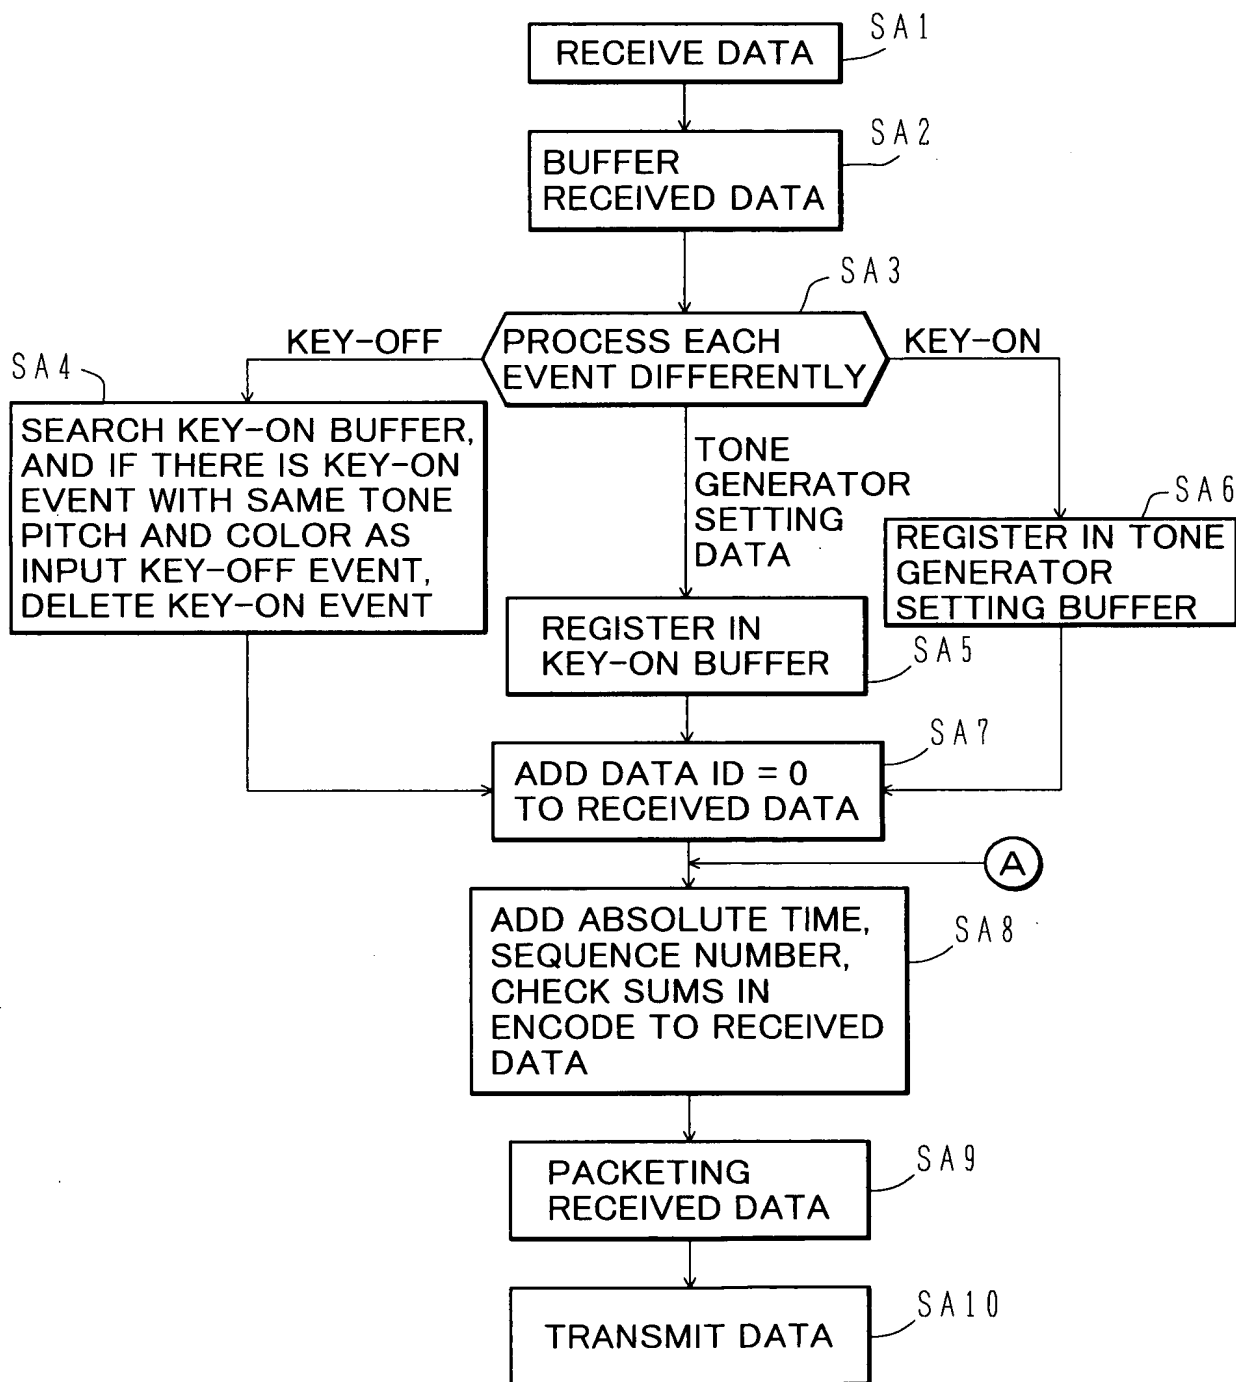 SA1
RECEIVE DATA
SA2
BUFFER
RECEIVED DATA
SA3
PROCESS EACH
EVENT DIFFERENTLY
KEY-OFF
KEY-ON
SA4
SEARCH KEY-ON BUFFER,
AND IF THERE IS KEY-ON
EVENT WITH SAME TONE
PITCH AND COLOR AS
INPUT KEY-OFF EVENT,
DELETE KEY-ON EVENT
TONE
GENERATOR
SETTING
DATA
SA6
REGISTER IN TONE
GENERATOR
SETTING BUFFER
REGISTER IN
KEY-ON BUFFER
SA5
SA7
ADD DATA ID = 0
TO RECEIVED DATA
A
ADD ABSOLUTE TIME,
SEQUENCE NUMBER,
CHECK SUMS IN
ENCODE TO RECEIVED
DATA
SA8
PACKETING
RECEIVED DATA
SA9
TRANSMIT DATA
SA10